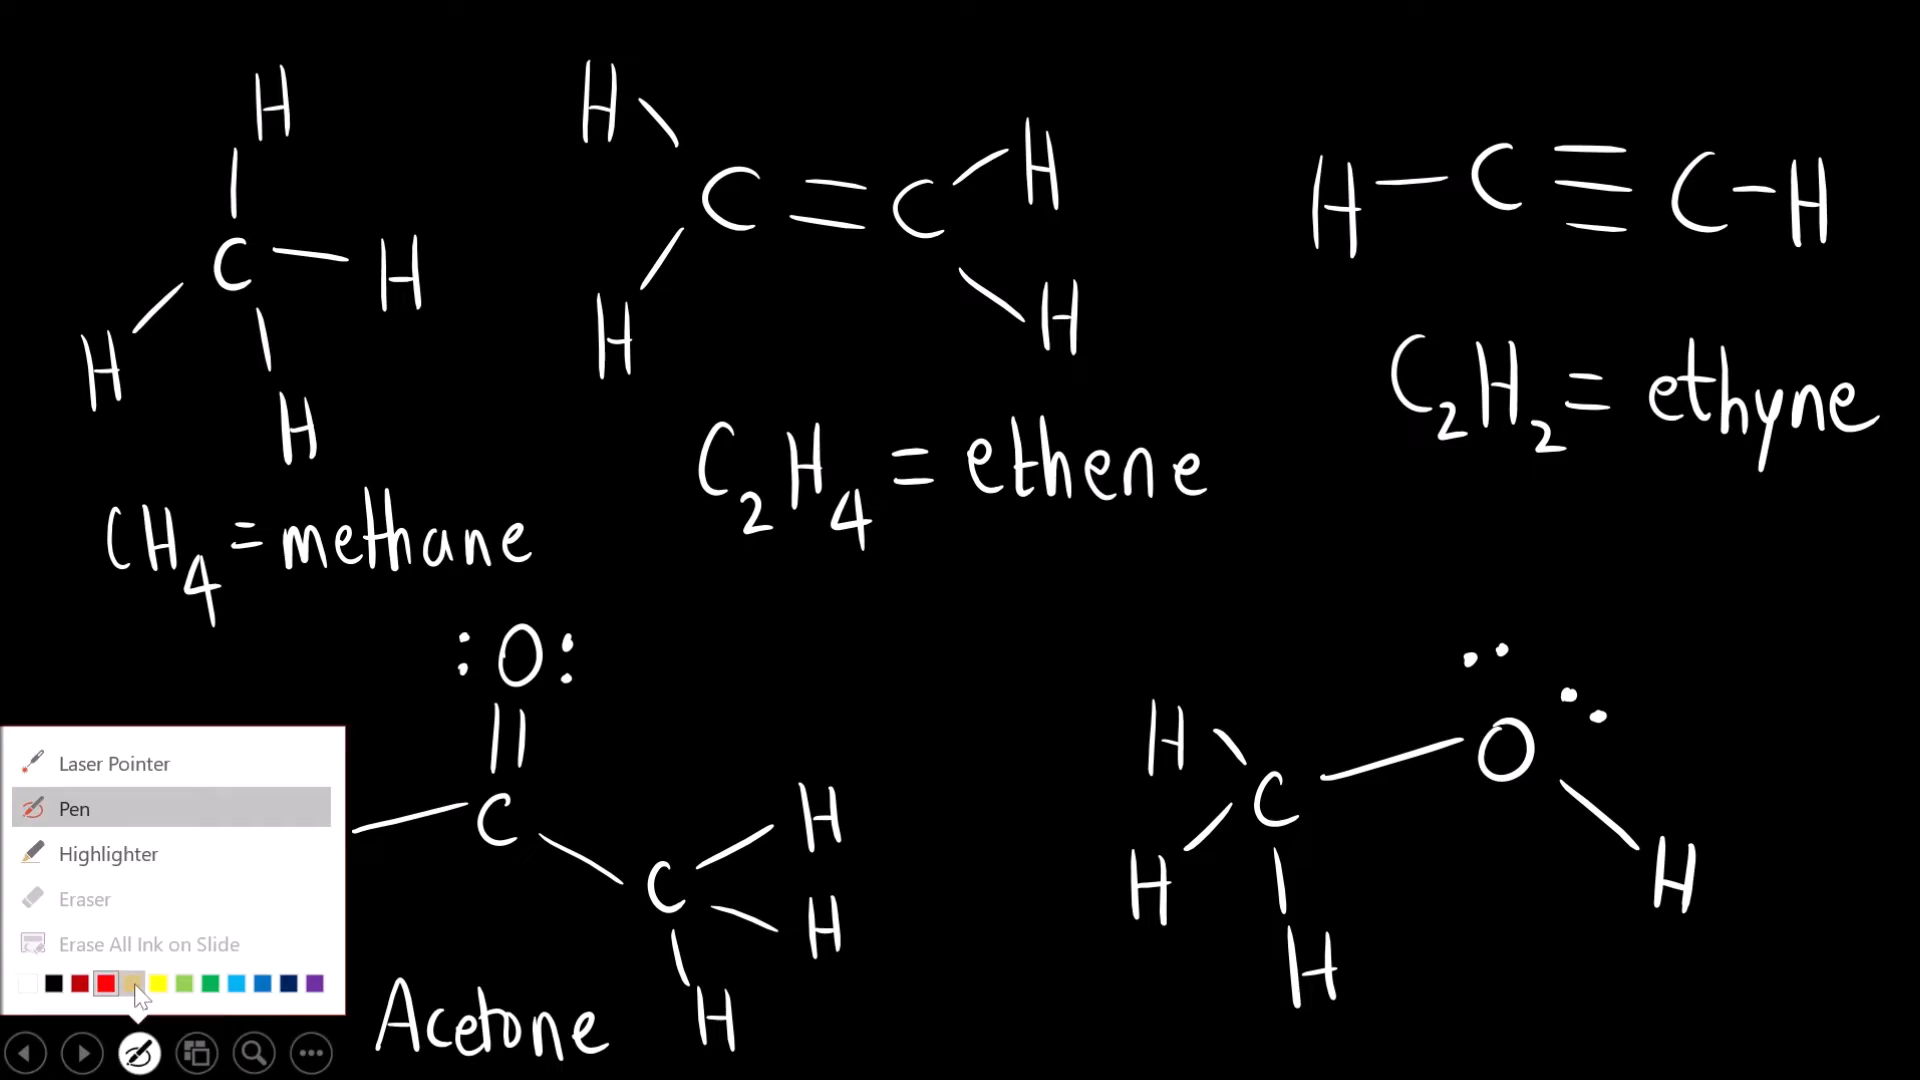 H
C
H
H
H
CH4 = methane
H
H
C = C
H
H
C2H4 = ethene
H — C ≡ C — H
C2H2 = ethyne
:O:
C
C
H
H
H
Acetone
H
H
C
O
H
H
Laser Pointer
Pen
Highlighter
Eraser
Erase All Ink on Slide